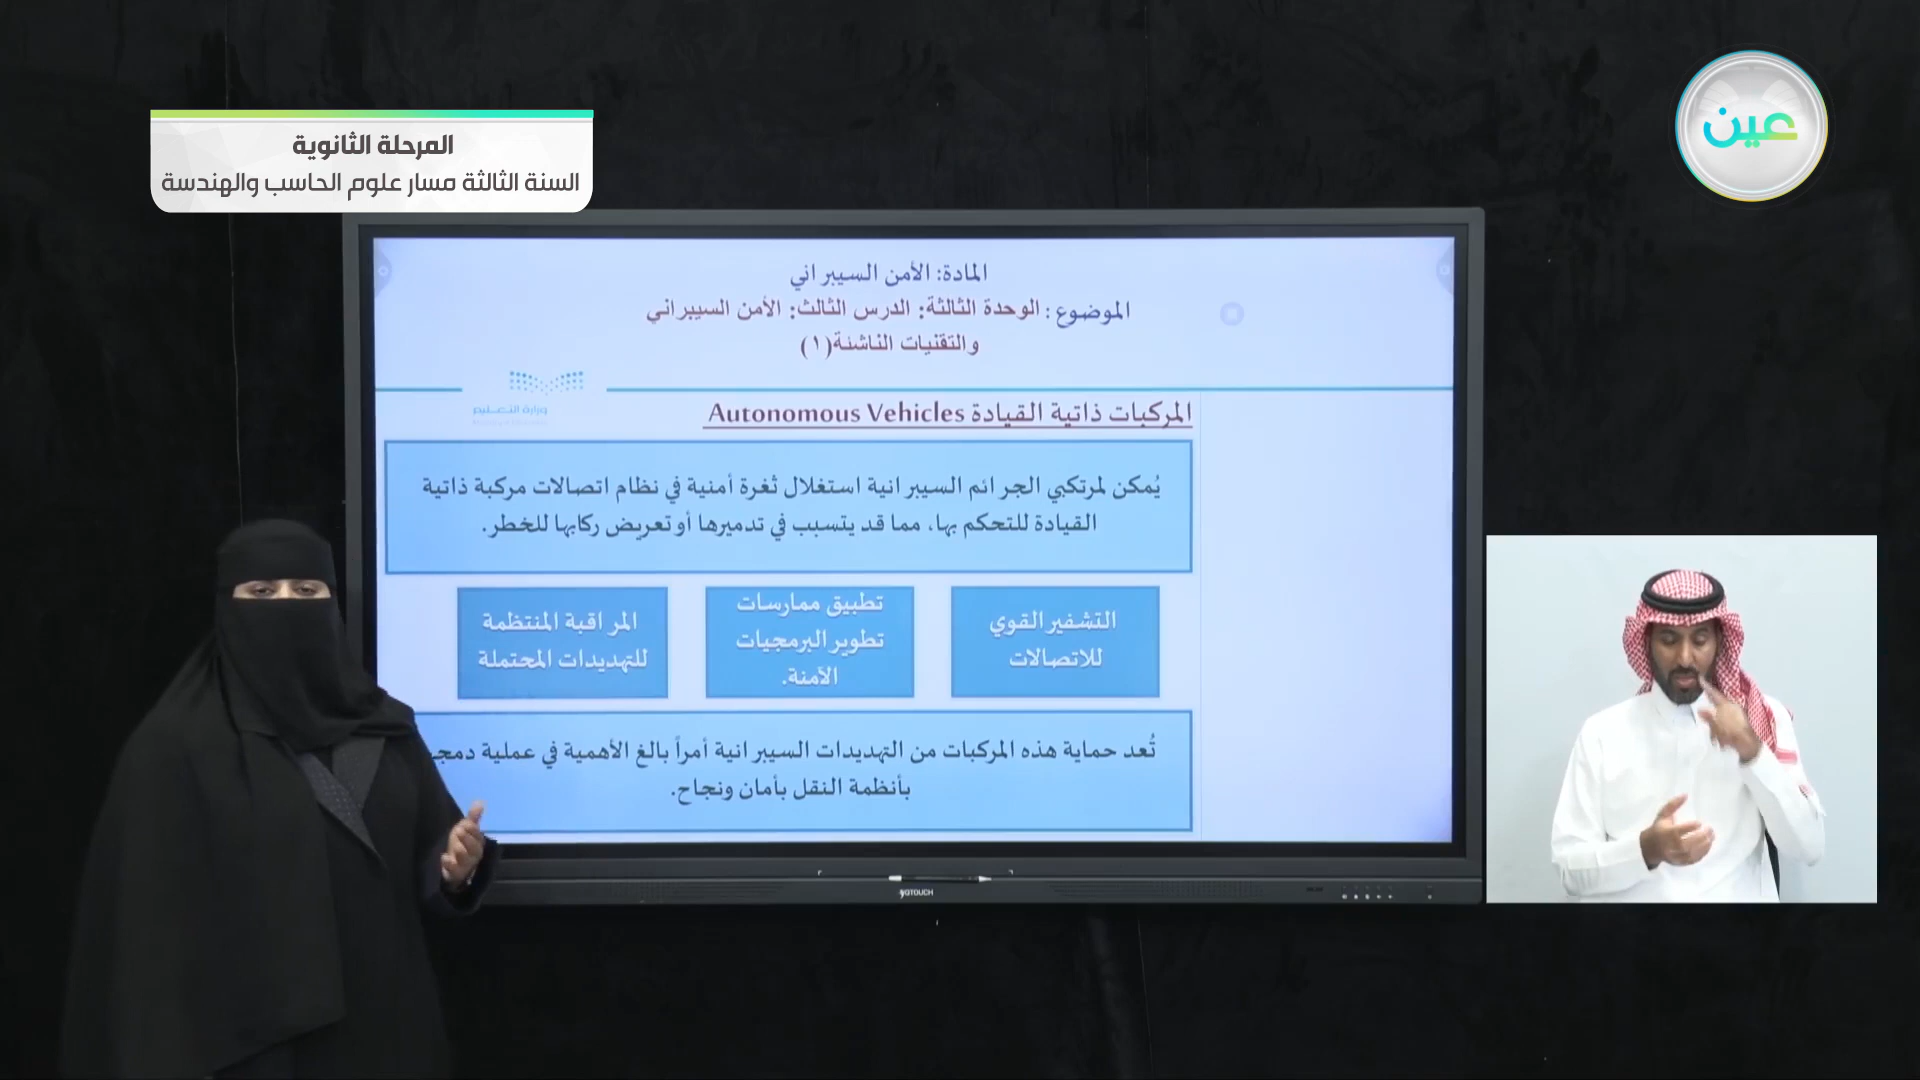 المرحلة الثانوية
السنة الثالثة مسار علوم الحاسب والهندسة
عين
المادة: الأمن السيبراني
الموضوع: الوحدة الثالثة: الدرس الثالث: الأمن السيبراني
والتقنيات الناشئة(١)
وزارة التعليم
المركبات ذاتية القيادة Autonomous Vehicles
يُمكن لمرتكبي الجرائم السيبرانية استغلال ثغرة أمنية في نظام اتصالات مركبة ذاتية
القيادة للتحكم بها، مما قد يتسبب في تدميرها أو تعريض ركابها للخطر.
التشفير القوي
للاتصالات
تطبيق ممارسات
تطوير البرمجيات
الآمنة.
المراقبة المنتظمة
للتهديدات المحتملة
تُعد حماية هذه المركبات من التهديدات السيبرانية أمراً بالغ الأهمية في عملية
بأنظمة النقل بأمان ونجاح.